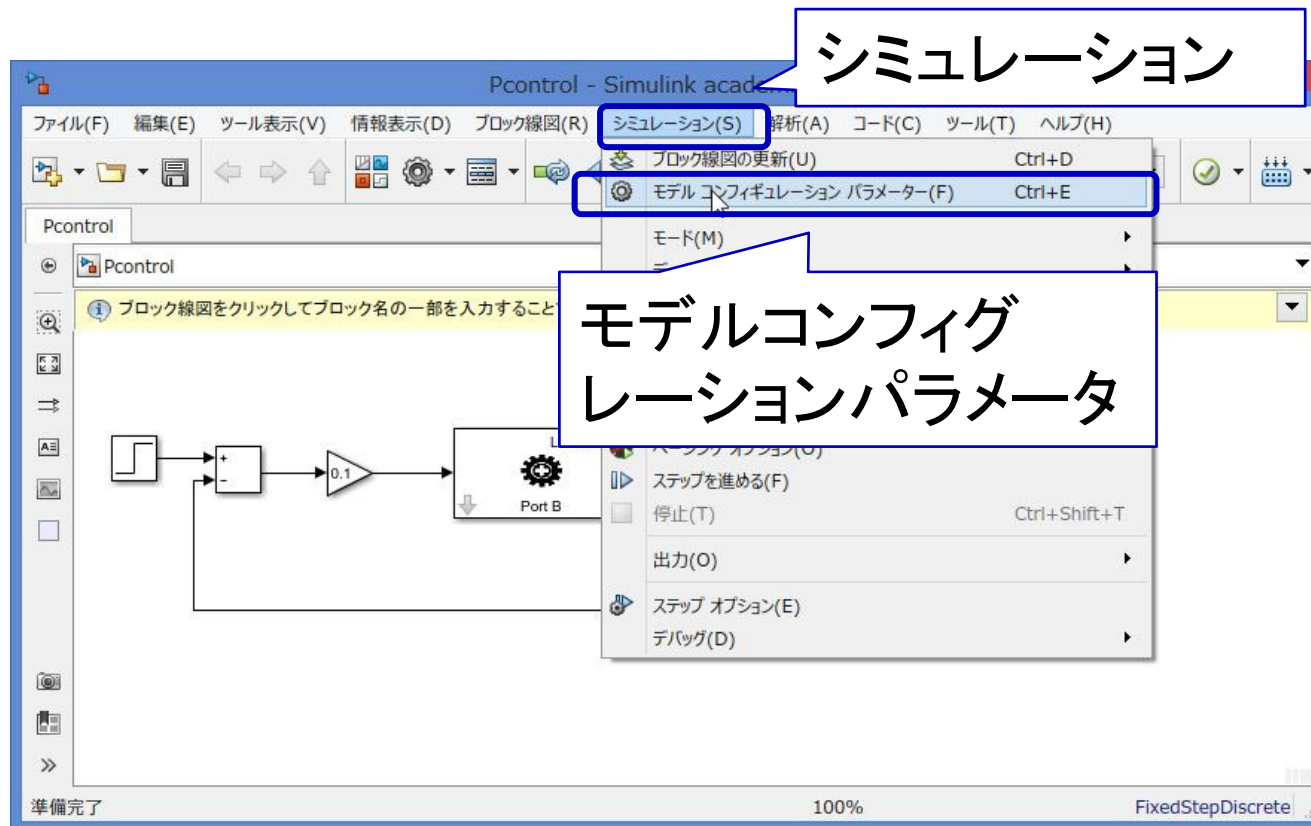 シミュレーション
Pcontrol - Simulink acad
ファイル(F) 編集(E) ツール表示(V) 情報表示(D) ブロック線図(R) シミュレーション(S) 解析(A) コード(C) ツール(T) ヘルプ(H)
ブロック線図の更新(U) Ctrl+D
モデル コンフィギュレーション パラメーター(F) Ctrl+E
Pcontrol
モード(M)
Pcontrol
ブロック線図をクリックしてブロック名の一部を入力すること
モデルコンフィグ
レーションパラメータ
0.1
Port B
ステップを進める(F)
停止(T) Ctrl+Shift+T
出力(O)
ステップ オプション(E)
デバッグ(D)
準備完了 100% FixedStepDiscrete